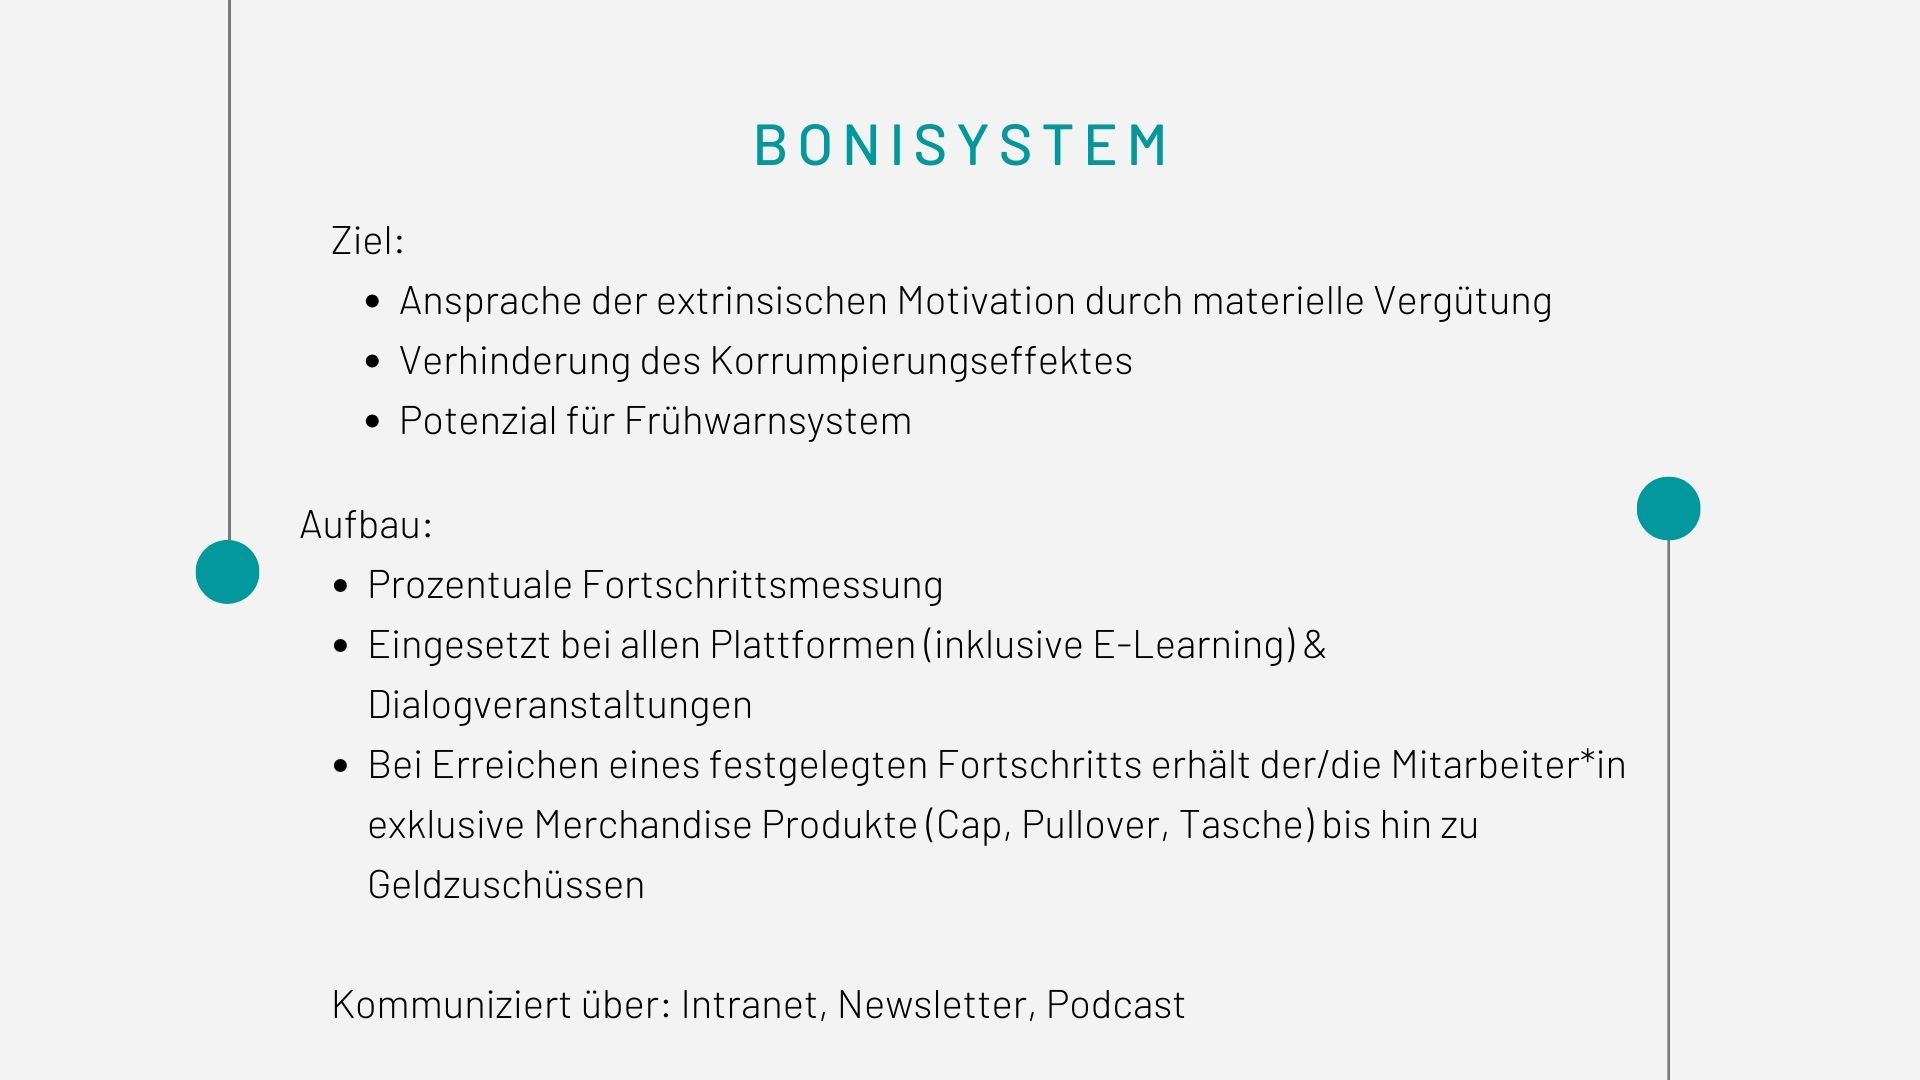 BONISYSTEM
Ziel:
• Ansprache der extrinsischen Motivation durch materielle Vergütung
• Verhinderung des Korrumpierungseffektes
• Potenzial für Frühwarnsystem
Aufbau:
• Prozentuale Fortschrittsmessung
• Eingesetzt bei allen Plattformen (inklusive E-Learning) &
Dialogveranstaltungen
• Bei Erreichen eines festgelegten Fortschritts erhält der/die Mitarbeiter*in
exklusive Merchandise Produkte (Cap, Pullover, Tasche) bis hin zu
Geldzuschüssen
Kommuniziert über: Intranet, Newsletter, Podcast